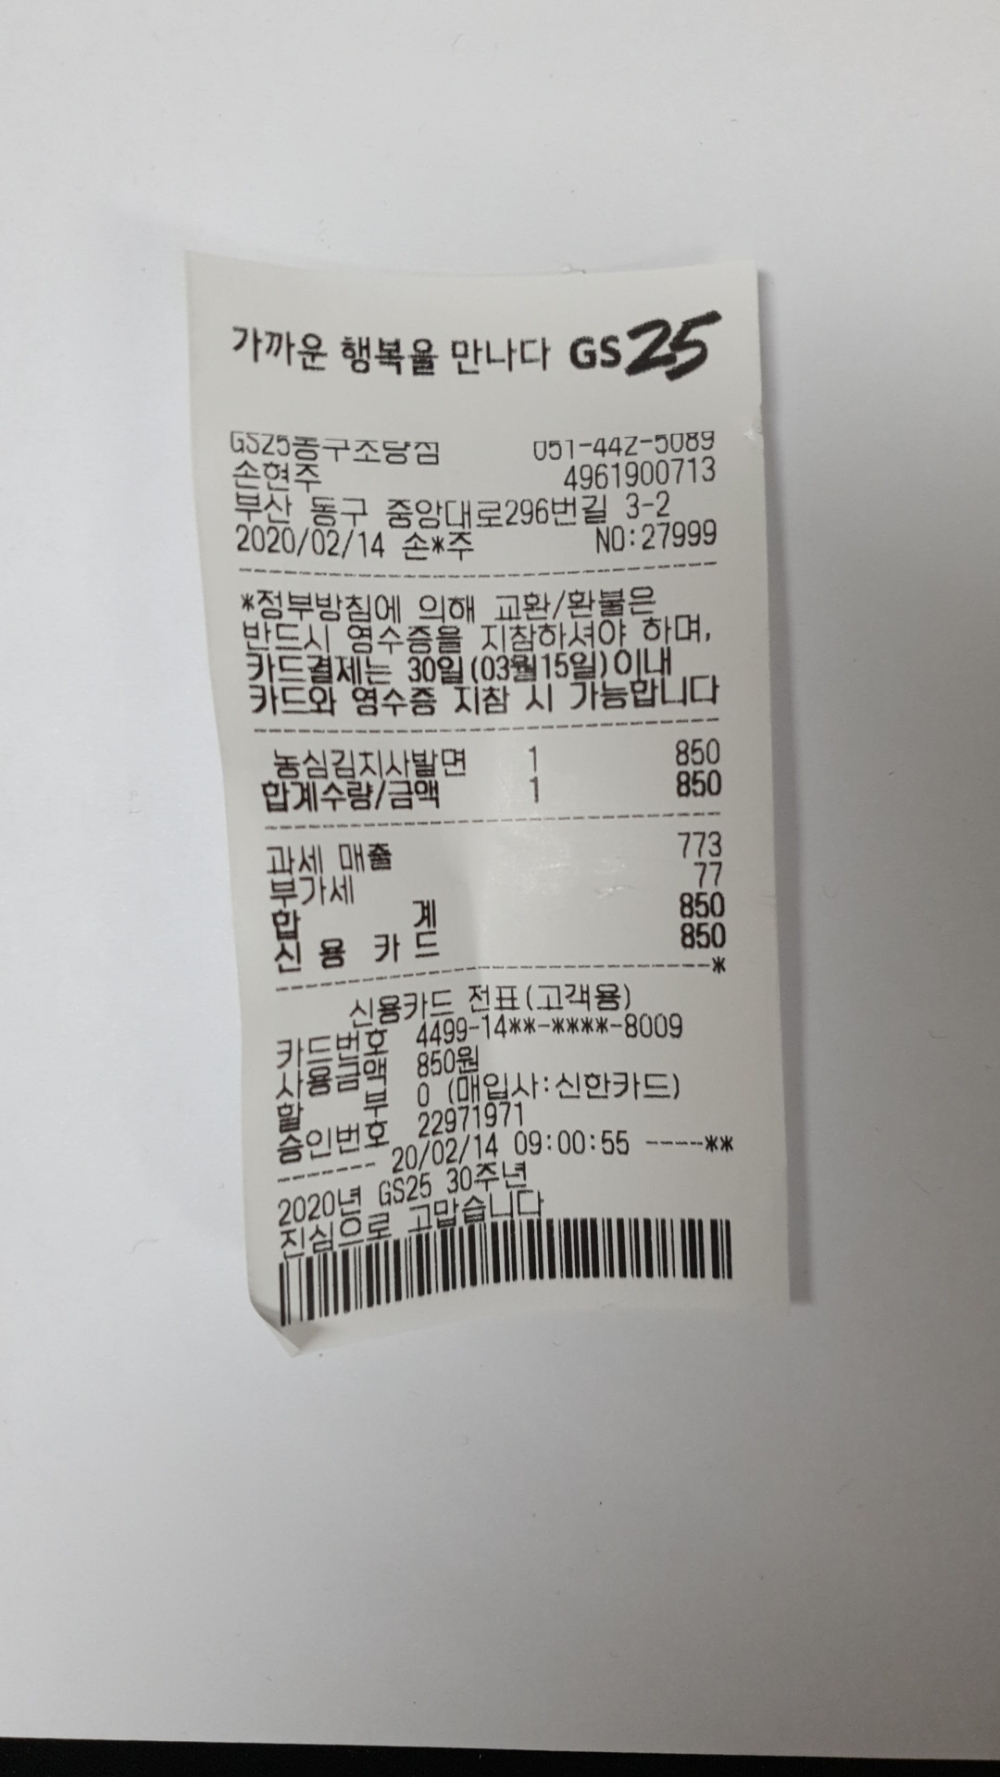 가까운 행복을 만나다 GS25
GS25동구조당점 051-442-5089
손현주 4961900713
부산 동구 중앙대로296번길 3-2
2020/02/14 손*주 NO:27999
*정부방침에 의해 교환/환불은
반드시 영수증을 지참하셔야 하며,
카드결제는 30일(03월15일)이내
카드와 영수증 지참 시 가능합니다
농심김치사발면 1 850
합계수량/금액 1 850
과세 매출 773
부가세 77
합 계 850
신 용 카 드 850
*
신용카드 전표(고객용)
카드번호 4499-14**-****-8009
사용금액 850원
할 부 0 (매입사:신한카드)
승인번호 22971971
-------- 20/02/14 09:00:55 -----**
2020년 GS25 30주년
진심으로 고맙습니다